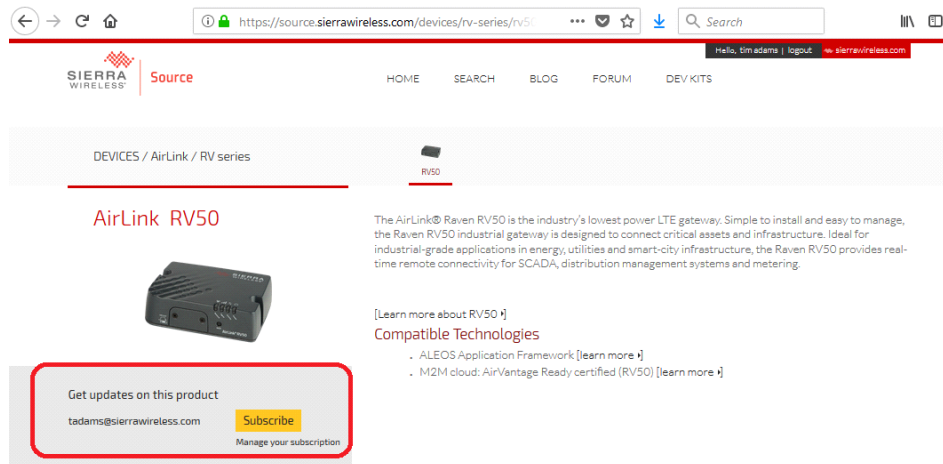 https://source.sierrawireless.com/devices/rv-series/rv5
Search
Hello, tim adams | logout sierrawireless.com
SIERRA
WIRELESS
Source
HOME SEARCH BLOG FORUM DEV KITS
DEVICES / AirLink / RV series
RV50
AirLink RV50
The AirLink® Raven RV50 is the industry's lowest power LTE gateway. Simple to install and easy to manage,
the Raven RV50 industrial gateway is designed to connect critical assets and infrastructure. Ideal for
industrial-grade applications in energy, utilities and smart-city infrastructure, the Raven RV50 provides real-
time remote connectivity for SCADA, distribution management systems and metering.
SIERRA
[Learn more about RV50 ]
Compatible Technologies
ALEOS Application Framework [learn more ]
M2M cloud: AirVantage Ready certified (RV50) [learn more ]
Get updates on this product
tadams@sierrawireless.com Subscribe
Manage your subscription